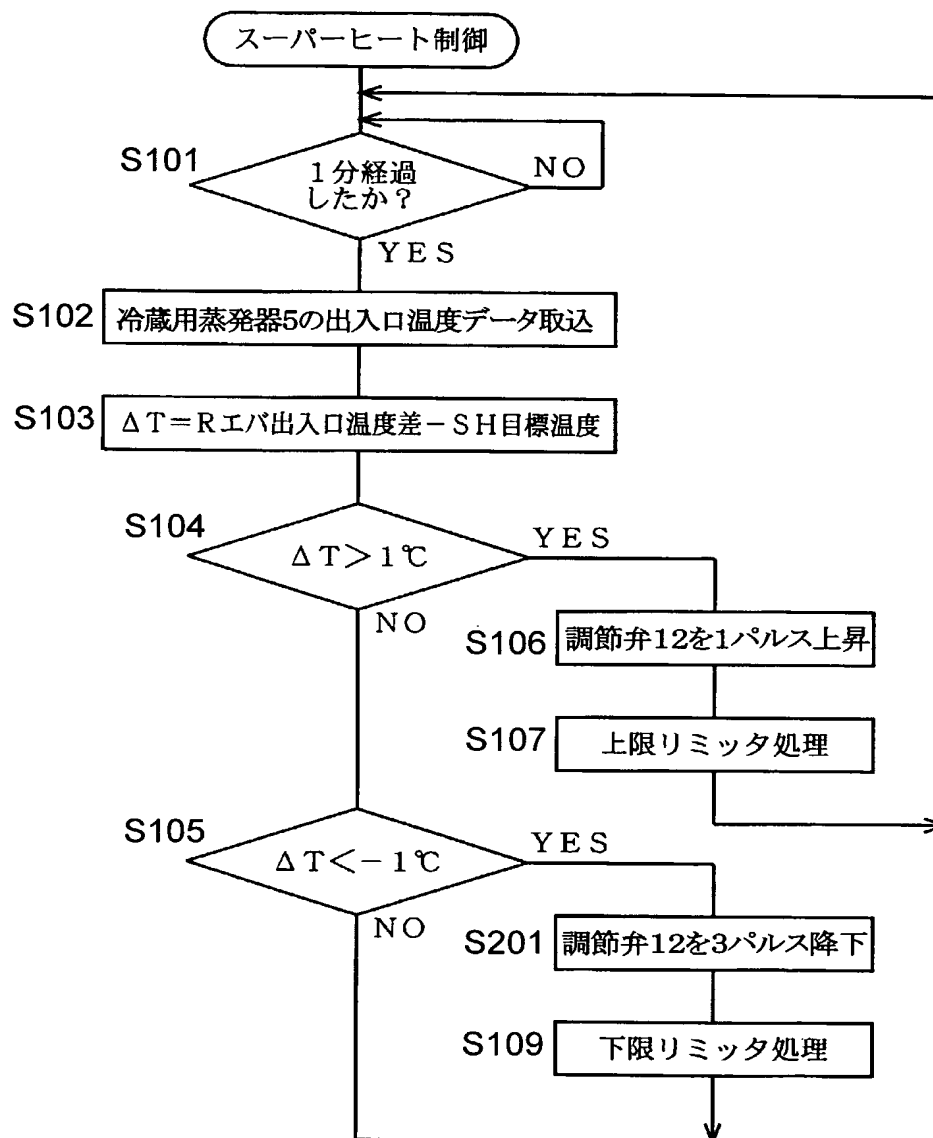 スーパーヒート制御
S101
1分経過
したか?
NO
YES
S102
冷蔵用蒸発器5の出入口温度データ取込
S103
ΔT=Rエバ出入口温度差-SH目標温度
S104
ΔT>1℃
YES
NO
S106
調節弁12を1パルス上昇
S107
上限リミッタ処理
S105
ΔT<-1℃
YES
NO
S201
調節弁12を3パルス降下
S109
下限リミッタ処理